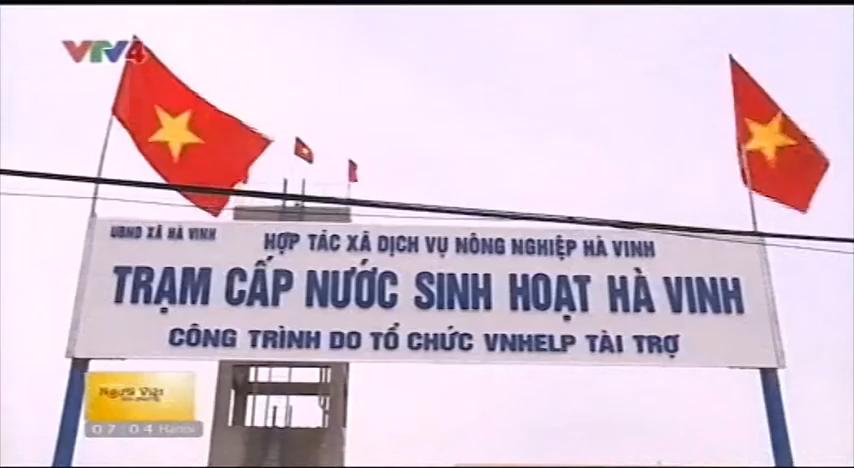 VTV4
UBND XÃ HÀ VINH
HỢP TÁC XÃ DỊCH VỤ NÔNG NGHIỆP HÀ VINH
TRẠM CẤP NƯỚC SINH HOẠT HÀ VINH
CÔNG TRÌNH DO TỔ CHỨC VNHELP TÀI TRỢ
Người Việt
07:04 Hanoi